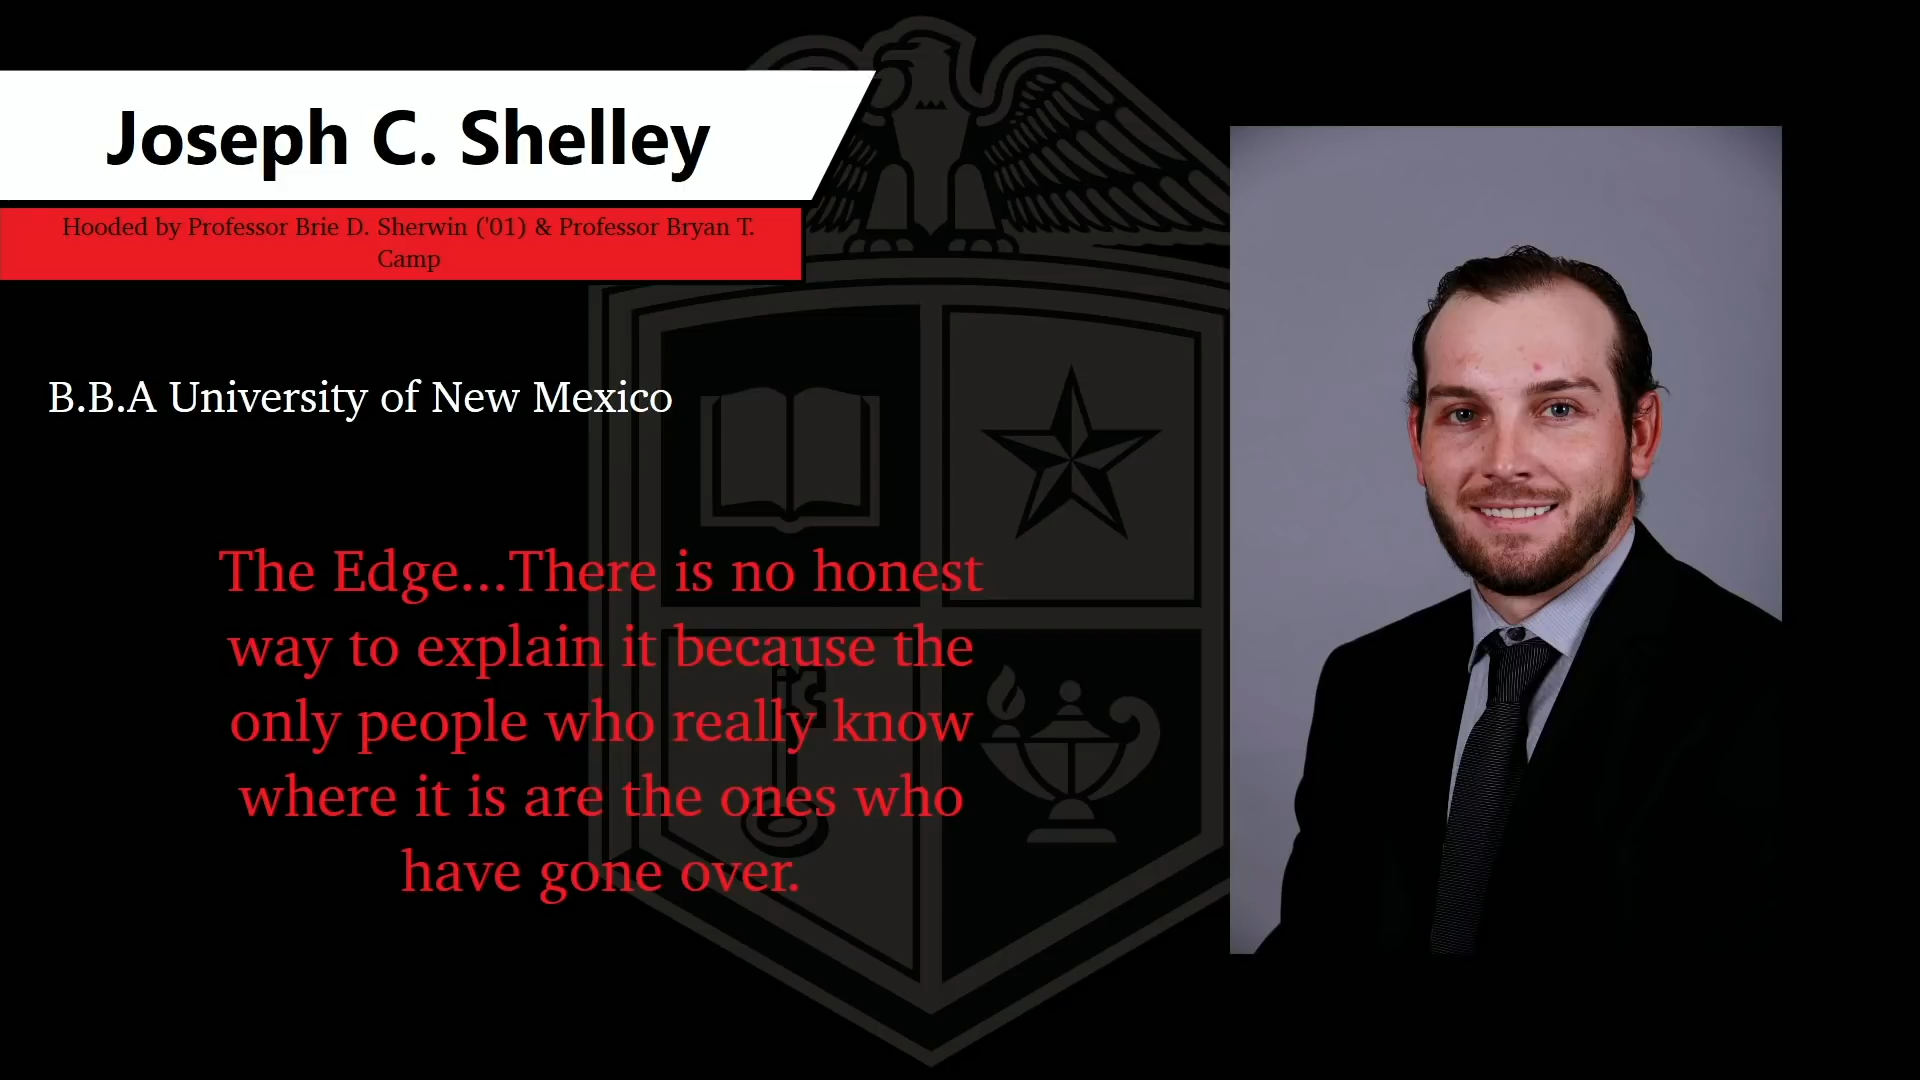 Joseph C. Shelley
Hooded by Professor Brie D. Sherwin ('01) & Professor Bryan T.
Camp
B.B.A University of New Mexico
The Edge...There is no honest
way to explain it because the
only people who really know
where it is are the ones who
have gone over.